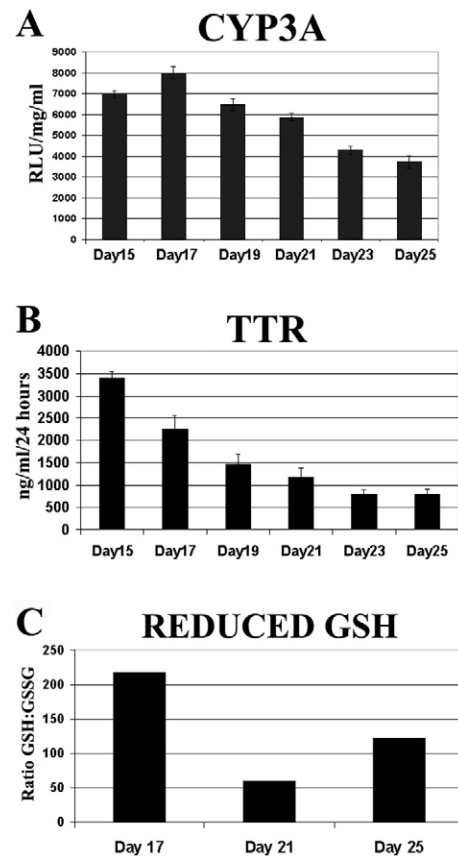 A
CYP3A
RLU/mg/ml
9000
8000
7000
6000
5000
4000
3000
2000
1000
0
Day15 Day17 Day19 Day21 Day23 Day25
B
TTR
ng/ml/24 hours
4000
3500
3000
2500
2000
1500
1000
500
0
Day15 Day17 Day19 Day21 Day23 Day25
C
REDUCED GSH
Ratio GSH:GSSG
250
200
150
100
50
0
Day 17 Day 21 Day 25